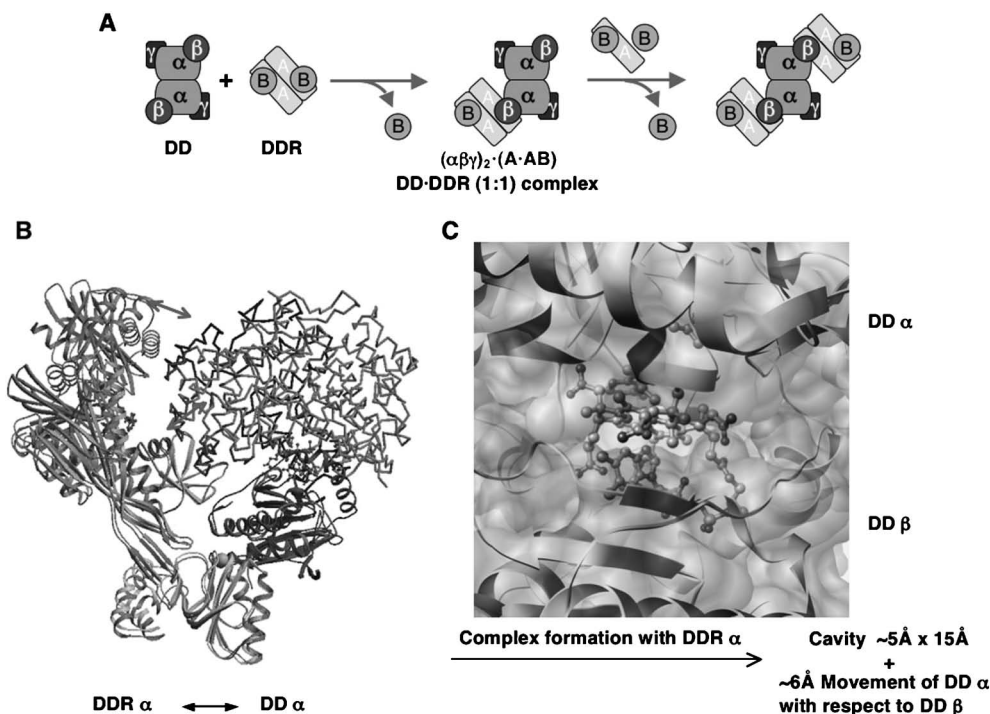 A
γ β α α β γ + B A A B B
B A B B
γ β α α β γ B A A
γ β α α β γ B A A B A A
DD DDR
(αβγ)₂·(A·AB)
DD·DDR (1:1) complex
B
DDR α DD α
C
DD α
DD β
Complex formation with DDR α
Cavity ~5Å x 15Å
+
~6Å Movement of DD α
with respect to DD β